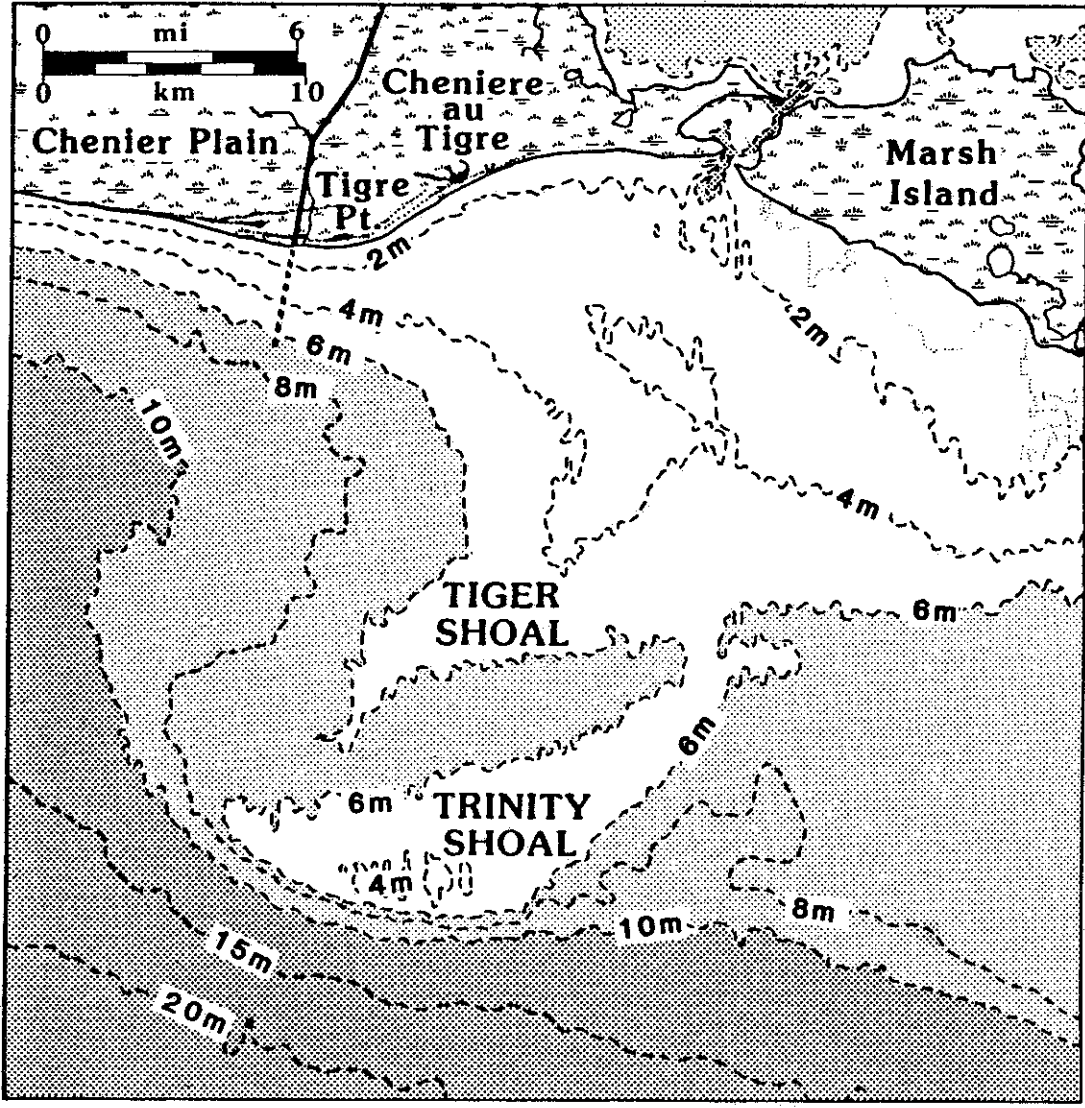 0 mi 6
0 km 10
Cheniere
au
Tigre
Chenier Plain
Marsh
Island
Tigre
Pt.
2m
4m
2m
6m
8m
10m
4m
TIGER
SHOAL
6m
6m
6m
TRINITY
SHOAL
4m
8m
10m
15m
20m